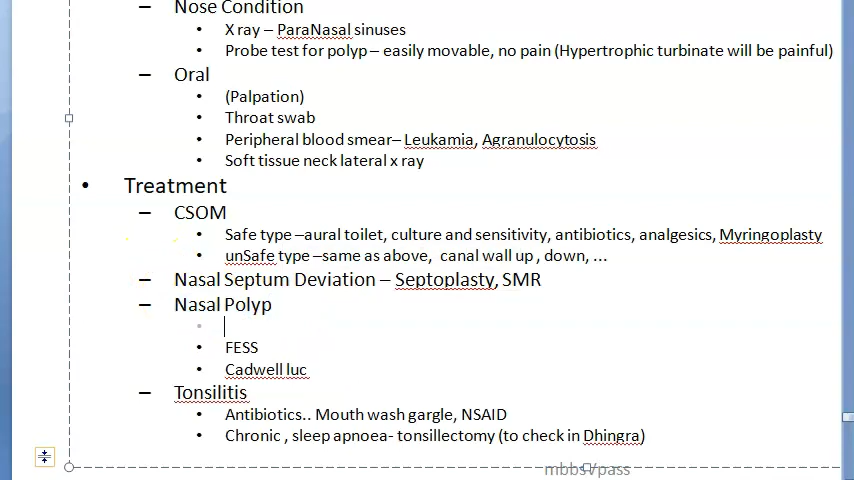 – Nose Condition
• X ray – ParaNasal sinuses
• Probe test for polyp – easily movable, no pain (Hypertrophic turbinate will be painful)
– Oral
• (Palpation)
• Throat swab
• Peripheral blood smear– Leukamia, Agranulocytosis
• Soft tissue neck lateral x ray
• Treatment
– CSOM
• Safe type –aural toilet, culture and sensitivity, antibiotics, analgesics, Myringoplasty
• unSafe type –same as above, canal wall up , down, ...
– Nasal Septum Deviation – Septoplasty, SMR
– Nasal Polyp
•
• FESS
• Cadwell luc
– Tonsilitis
• Antibiotics.. Mouth wash gargle, NSAID
• Chronic , sleep apnoea- tonsillectomy (to check in Dhingra)